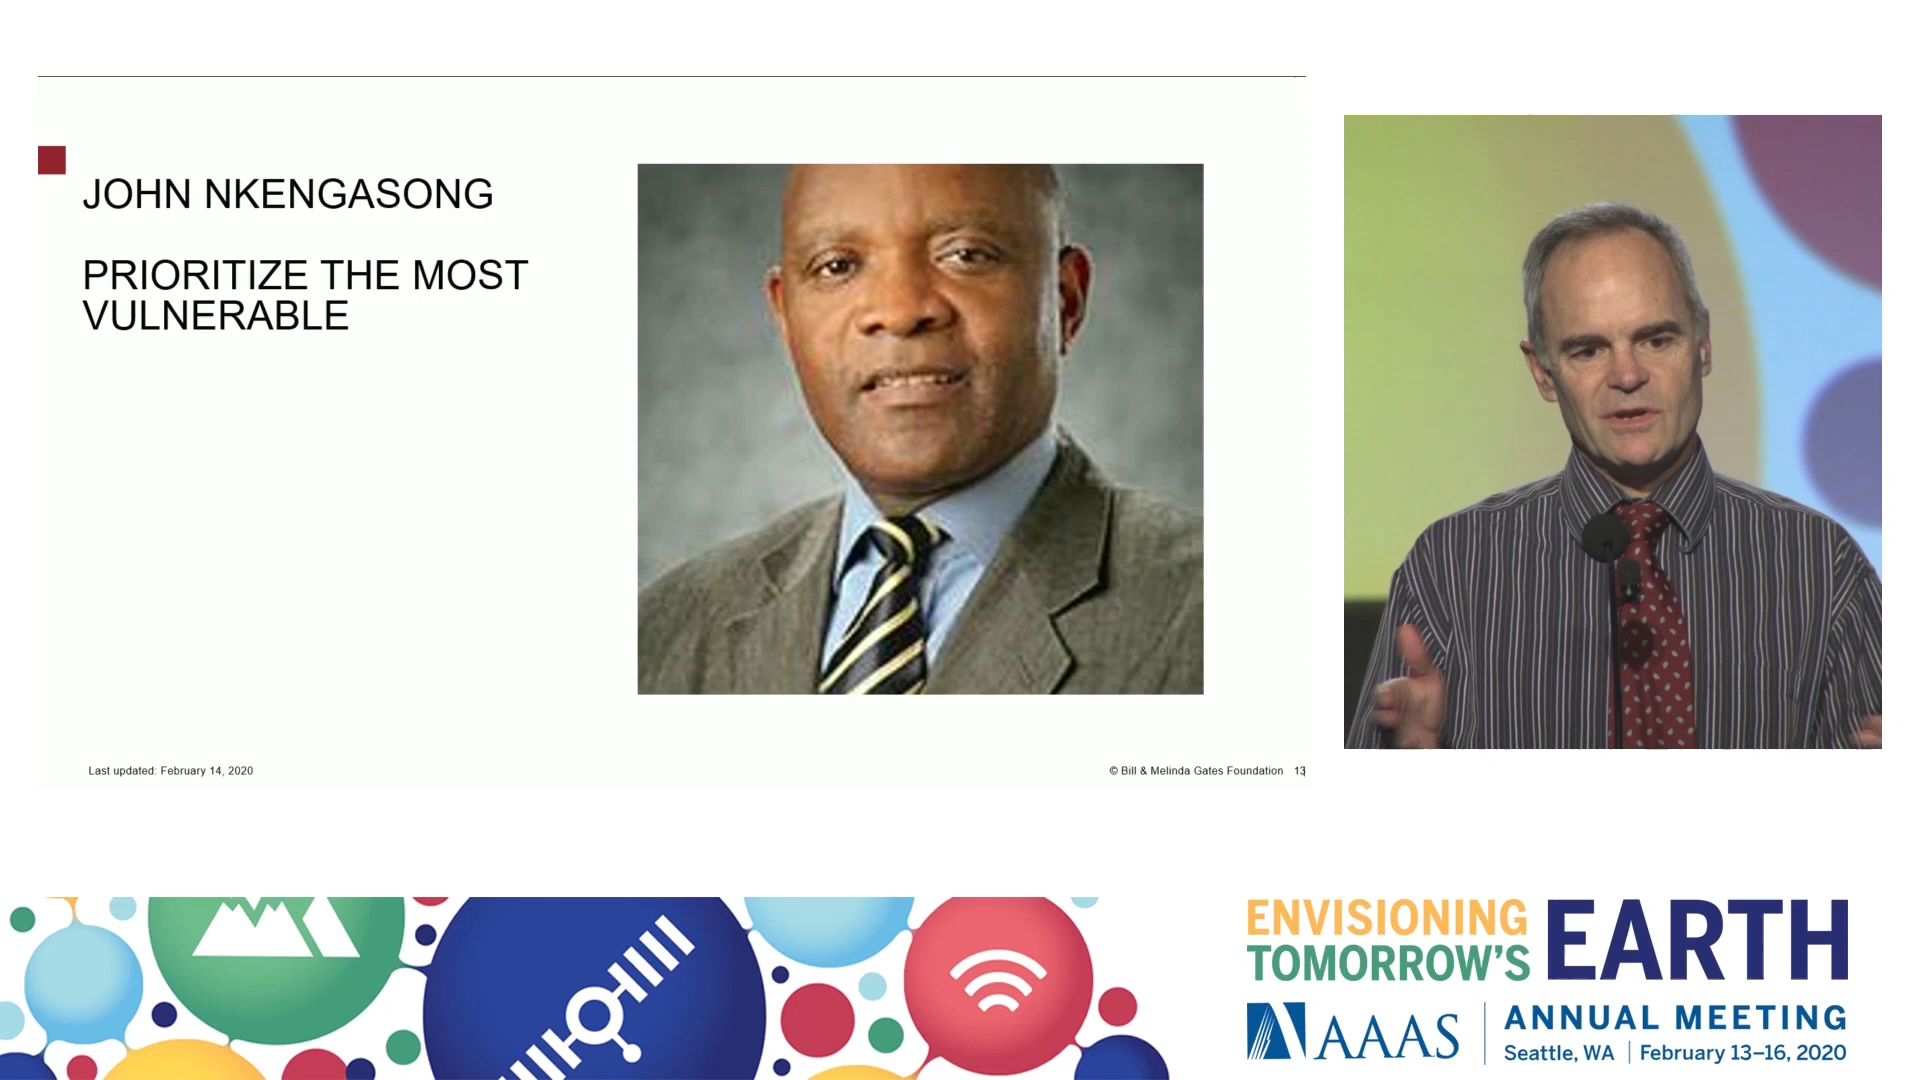 JOHN NKENGASONG
PRIORITIZE THE MOST
VULNERABLE
Last updated: February 14, 2020
© Bill & Melinda Gates Foundation 13
ENVISIONING
TOMORROW'S
EARTH
AAAS
ANNUAL MEETING
Seattle, WA | February 13–16, 2020